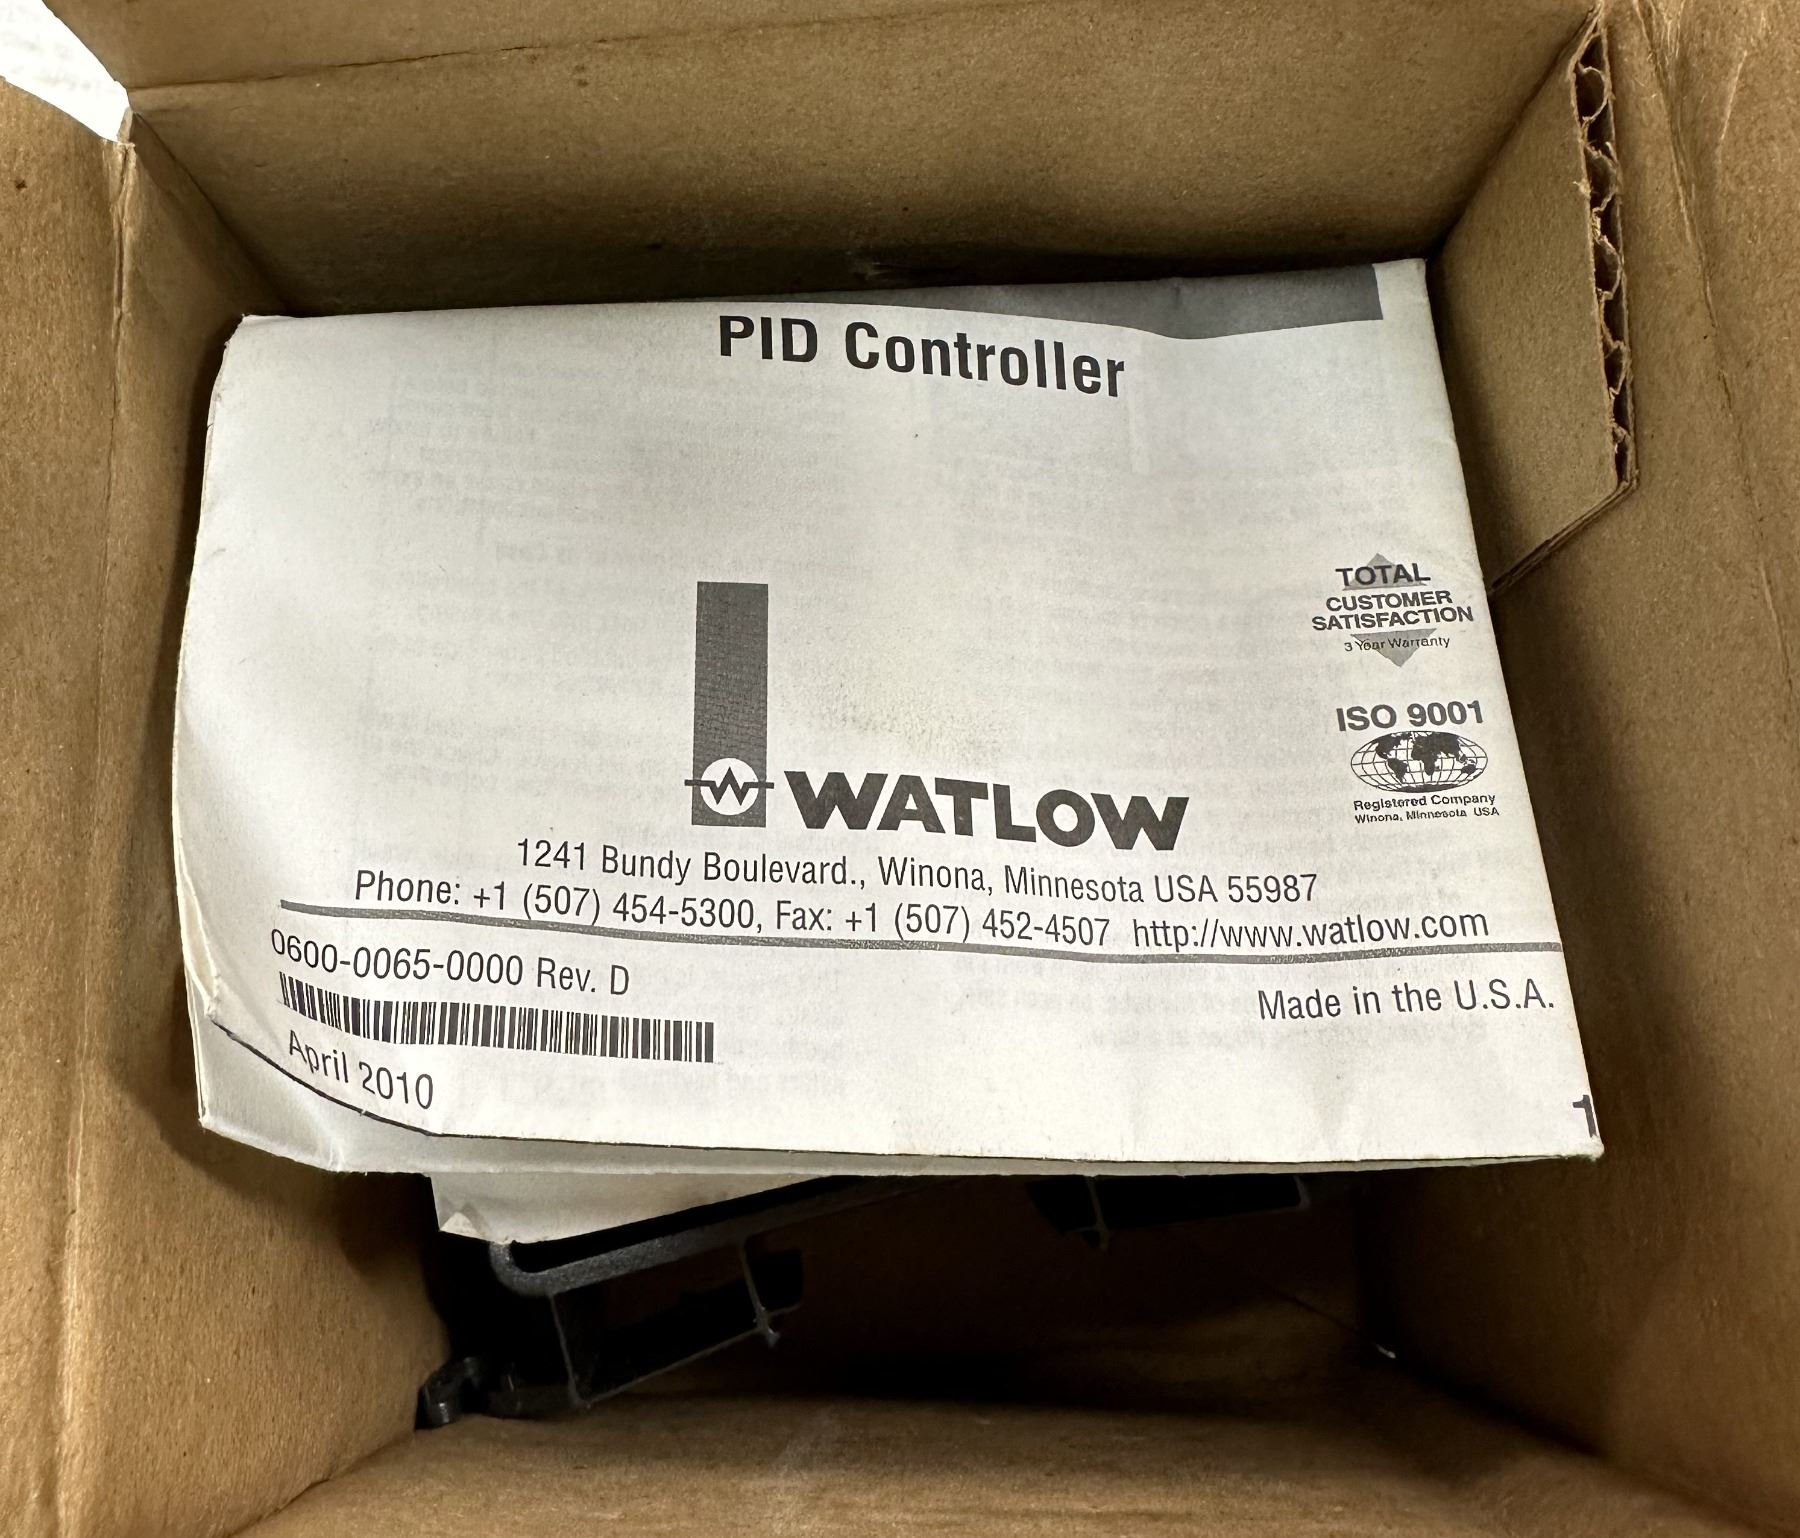 PID Controller
TOTAL
CUSTOMER
SATISFACTION
3 Year Warranty
ISO 9001
Registered Company
Winona, Minnesota USA
WATLOW
1241 Bundy Boulevard., Winona, Minnesota USA 55987
Phone: +1 (507) 454-5300, Fax: +1 (507) 452-4507 http://www.watlow.com
0600-0065-0000 Rev. D
Made in the U.S.A.
April 2010
1